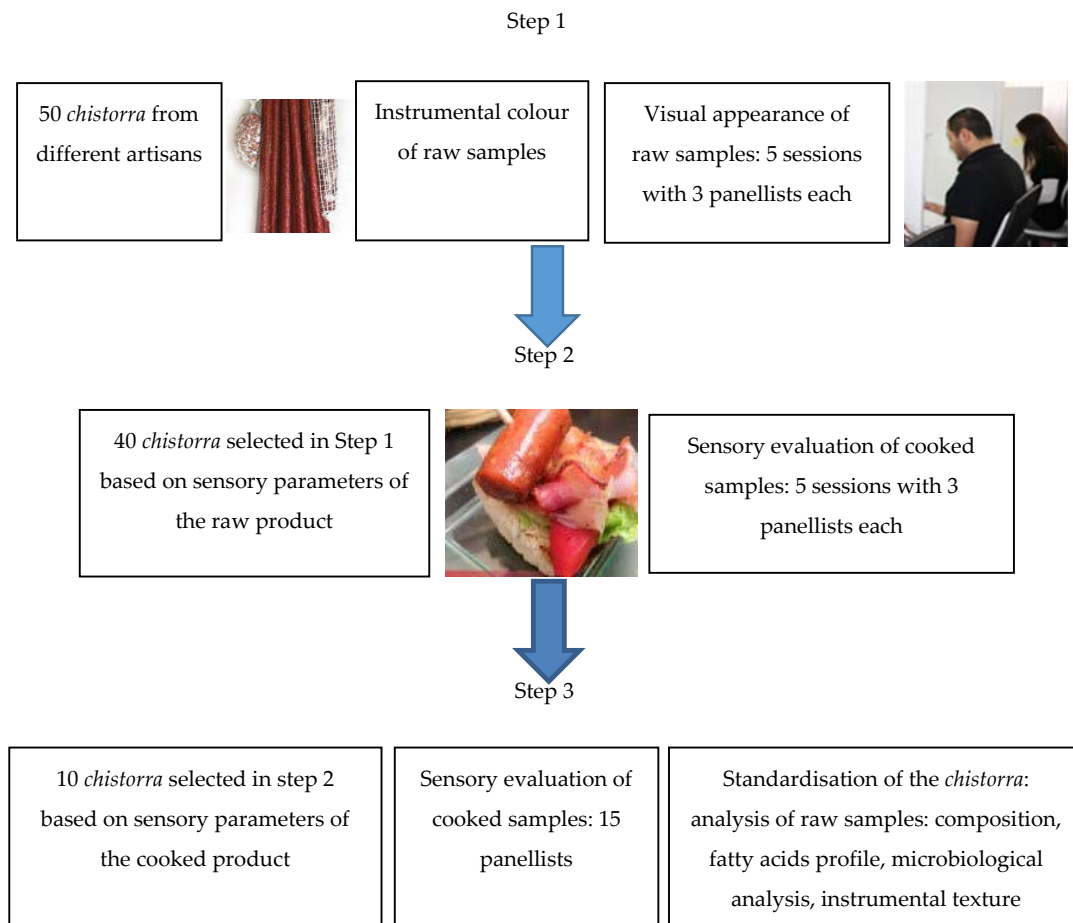 Step 1
50 chistorra from
different artisans
Instrumental colour
of raw samples
Visual appearance of
raw samples: 5 sessions
with 3 panellists each
Step 2
40 chistorra selected in Step 1
based on sensory parameters of
the raw product
Sensory evaluation of cooked
samples: 5 sessions with 3
panellists each
Step 3
10 chistorra selected in step 2
based on sensory parameters of
the cooked product
Sensory evaluation of
cooked samples: 15
panellists
Standardisation of the chistorra:
analysis of raw samples: composition,
fatty acids profile, microbiological
analysis, instrumental texture